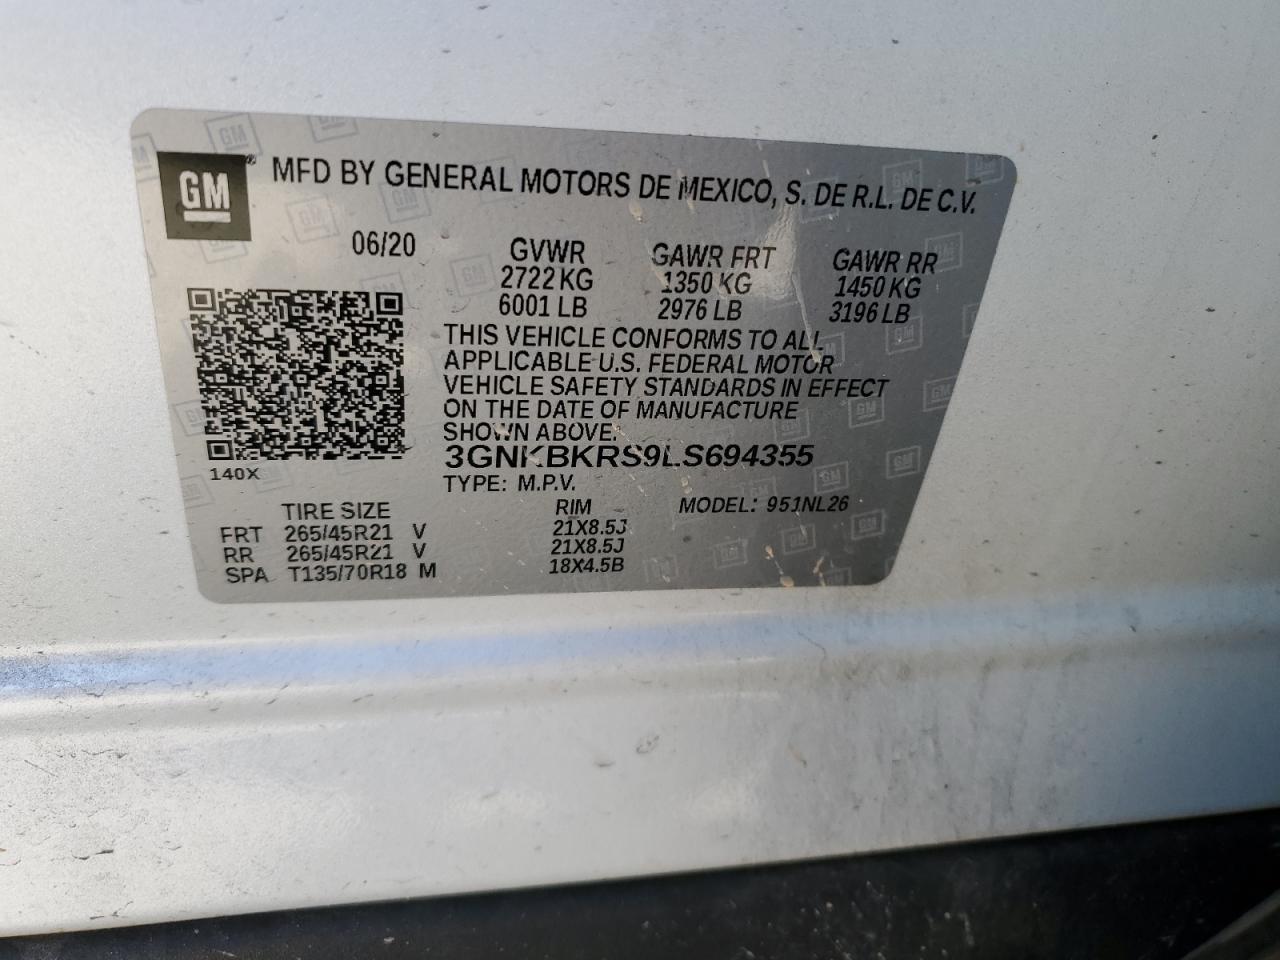 GM
MFD BY GENERAL MOTORS DE MEXICO, S. DE R.L. DE C.V.
06/20 GVWR GAWR FRT GAWR RR
2722 KG 1350 KG 1450 KG
6001 LB 2976 LB 3196 LB
THIS VEHICLE CONFORMS TO ALL
APPLICABLE U.S. FEDERAL MOTOR
VEHICLE SAFETY STANDARDS IN EFFECT
ON THE DATE OF MANUFACTURE
SHOWN ABOVE.
3GNKBKRS9LS694355
140X
TYPE: M.P.V.
TIRE SIZE RIM MODEL: 951NL26
FRT 265/45R21 V 21X8.5J
RR 265/45R21 V 21X8.5J
SPA T135/70R18 M 18X4.5B